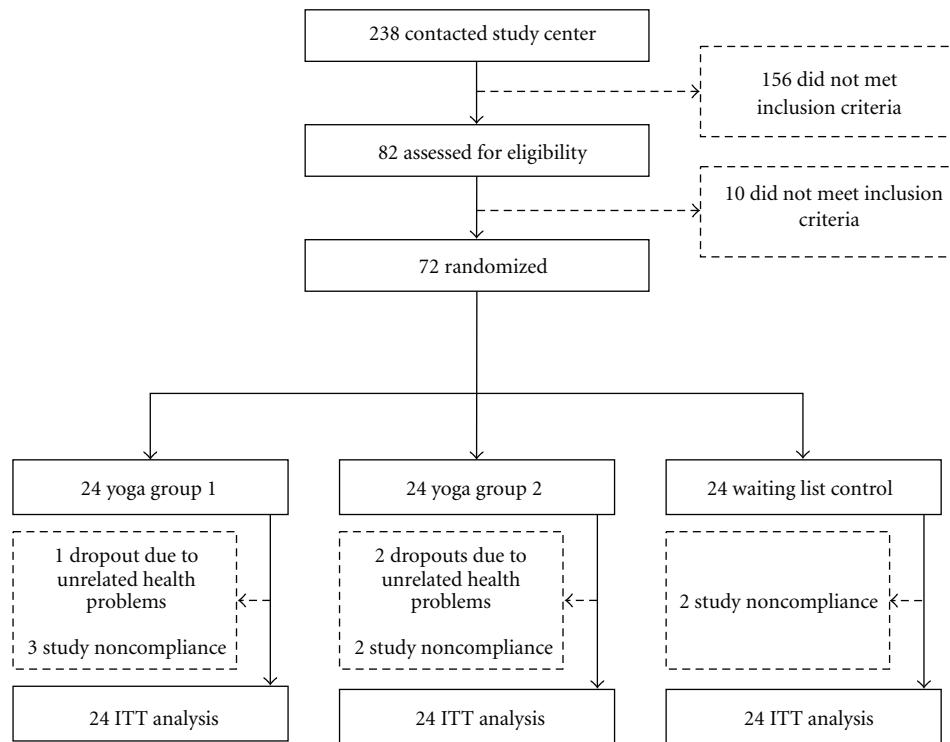 238 contacted study center
156 did not met
inclusion criteria
82 assessed for eligibility
10 did not meet inclusion
criteria
72 randomized
24 yoga group 1
24 yoga group 2
24 waiting list control
1 dropout due to
unrelated health
problems
3 study noncompliance
2 dropouts due to
unrelated health
problems
2 study noncompliance
2 study noncompliance
24 ITT analysis
24 ITT analysis
24 ITT analysis